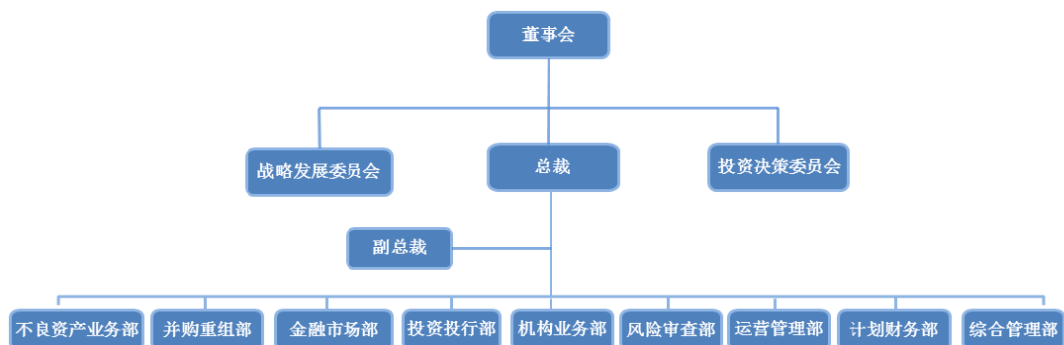 董事会
战略发展委员会
总裁
投资决策委员会
副总裁
不良资产业务部
并购重组部
金融市场部
投资投行部
机构业务部
风险审查部
运营管理部
计划财务部
综合管理部